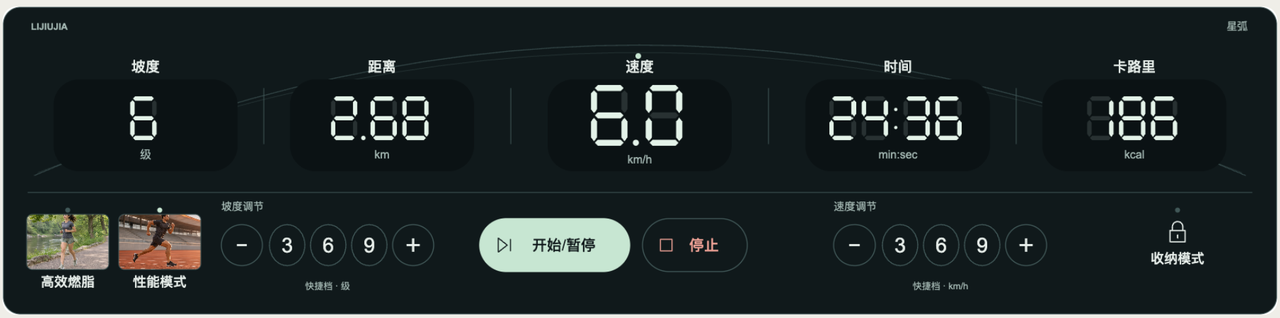 LIJIUJIA
星弧
坡度
距离
速度
时间
卡路里
6
2.68
6.0
24:36
186
级
km
km/h
min:sec
kcal
坡度调节
速度调节
− 3 6 9 +
开始/暂停
停止
− 3 6 9 +
高效燃脂
性能模式
快捷档 · 级
快捷档 · km/h
收纳模式